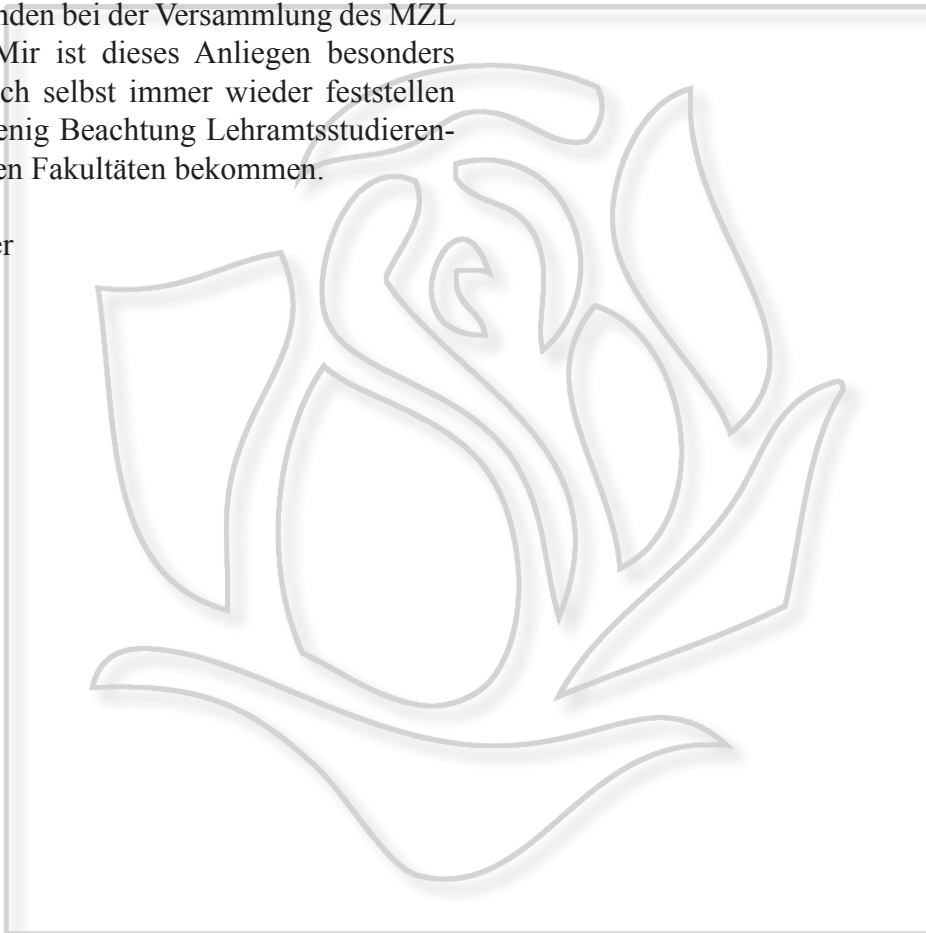 nden bei der Versammlung des MZL
Mir ist dieses Anliegen besonders
ch selbst immer wieder feststellen
enig Beachtung Lehramtsstudieren-
en Fakultäten bekommen.
er